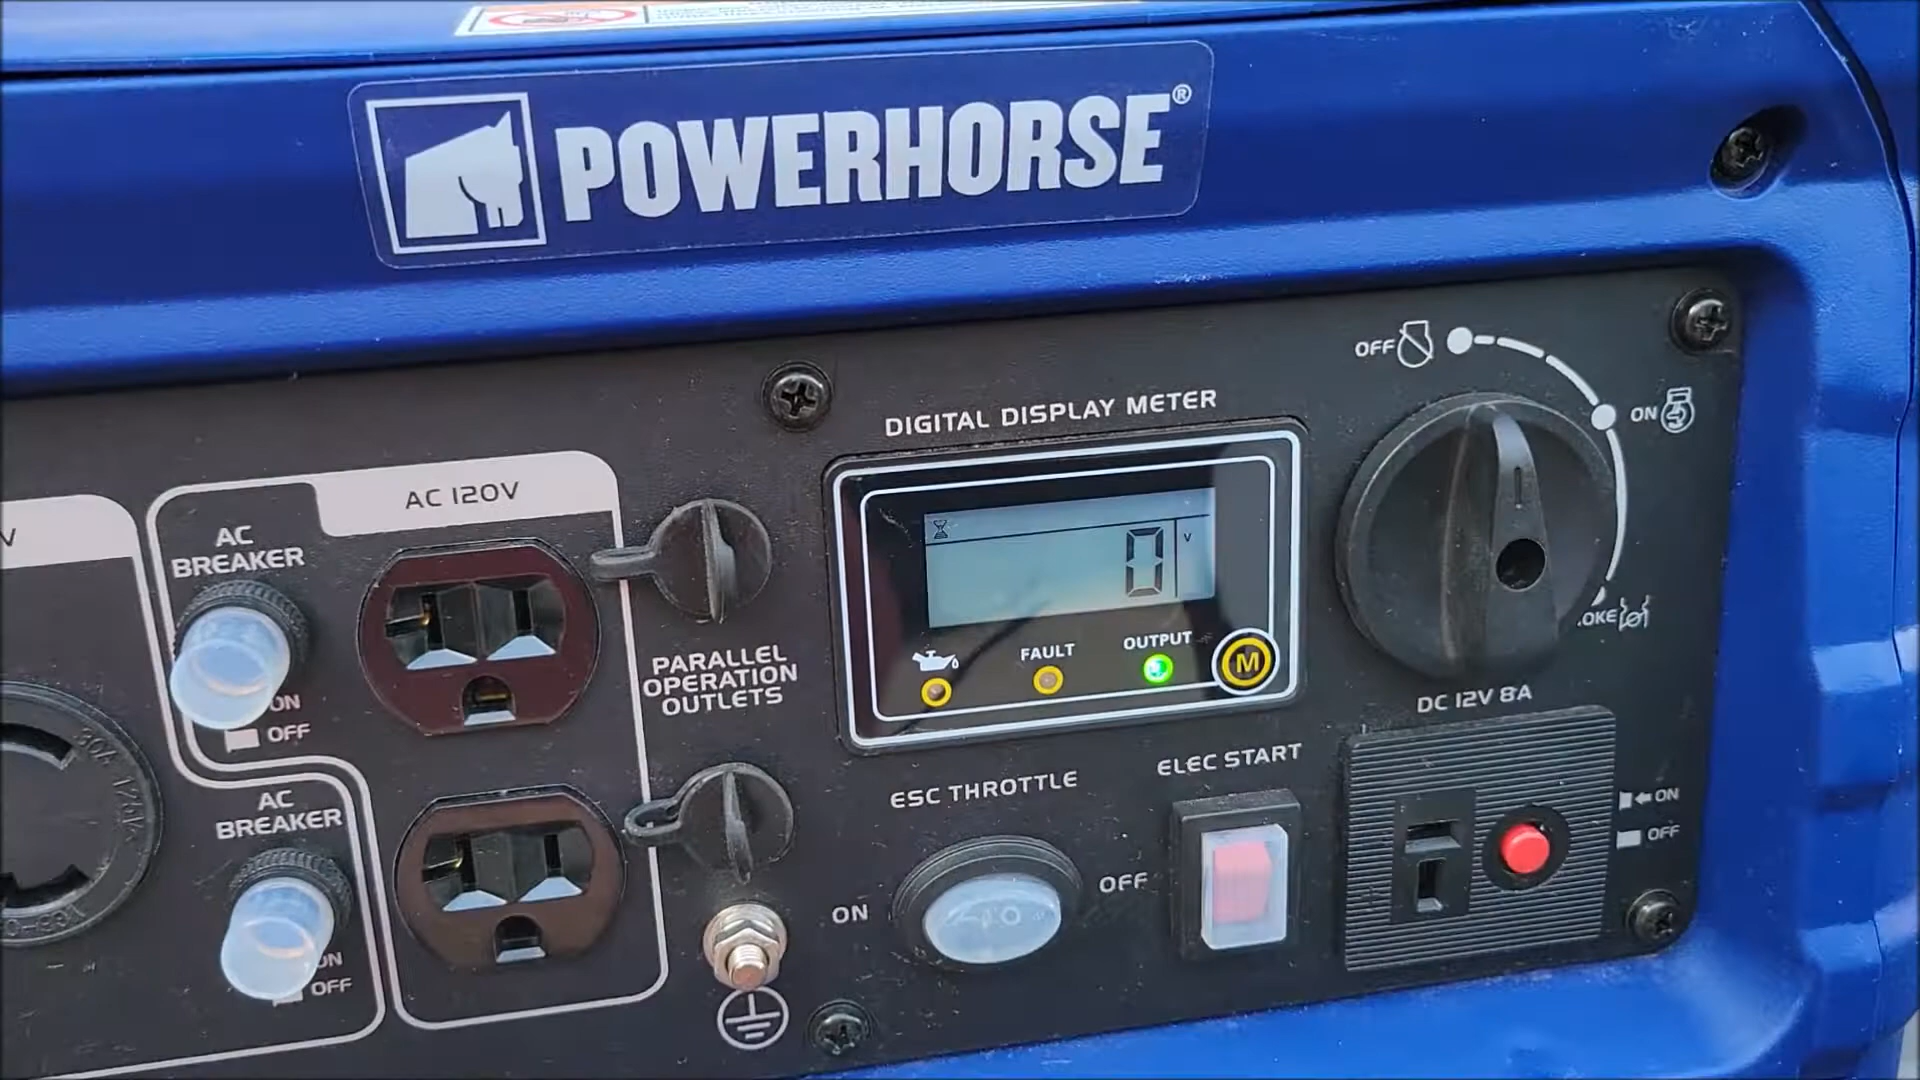 POWERHORSE®
DIGITAL DISPLAY METER
OFF
ON
V
AC 120V
AC
BREAKER
ON
OFF
PARALLEL
OPERATION
OUTLETS
0 V
FAULT
OUTPUT
M
DC 12V 8A
ELEC START
ESC THROTTLE
AC
BREAKER
ON
OFF
ON
OFF
ON
OFF